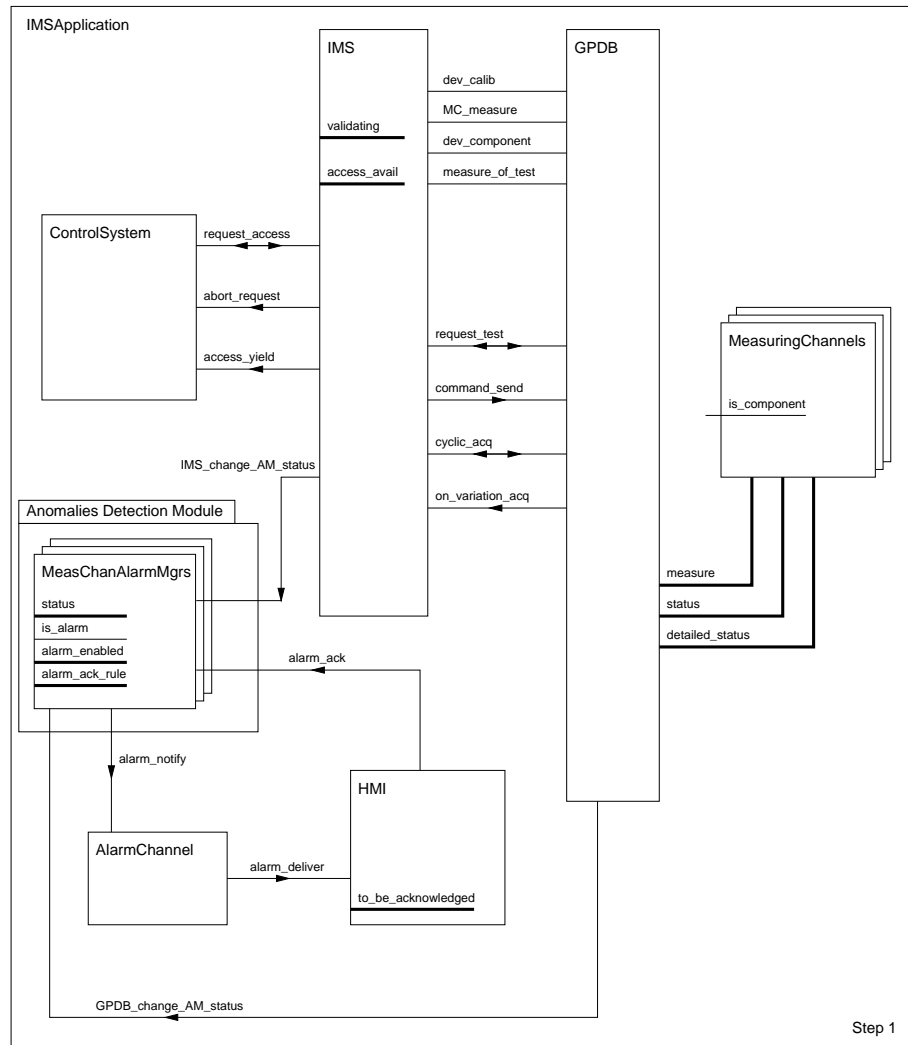 IMSApplication
IMS
GPDB
dev_calib
MC_measure
validating
dev_component
access_avail
measure_of_test
ControlSystem
request_access
abort_request
request_test
MeasuringChannels
access_yield
command_send
is_component
cyclic_acq
IMS_change_AM_status
on_variation_acq
Anomalies Detection Module
MeasChanAlarmMgrs
measure
status
status
is_alarm
detailed_status
alarm_enabled
alarm_ack
alarm_ack_rule
alarm_notify
HMI
AlarmChannel
alarm_deliver
to_be_acknowledged
GPDB_change_AM_status
Step 1